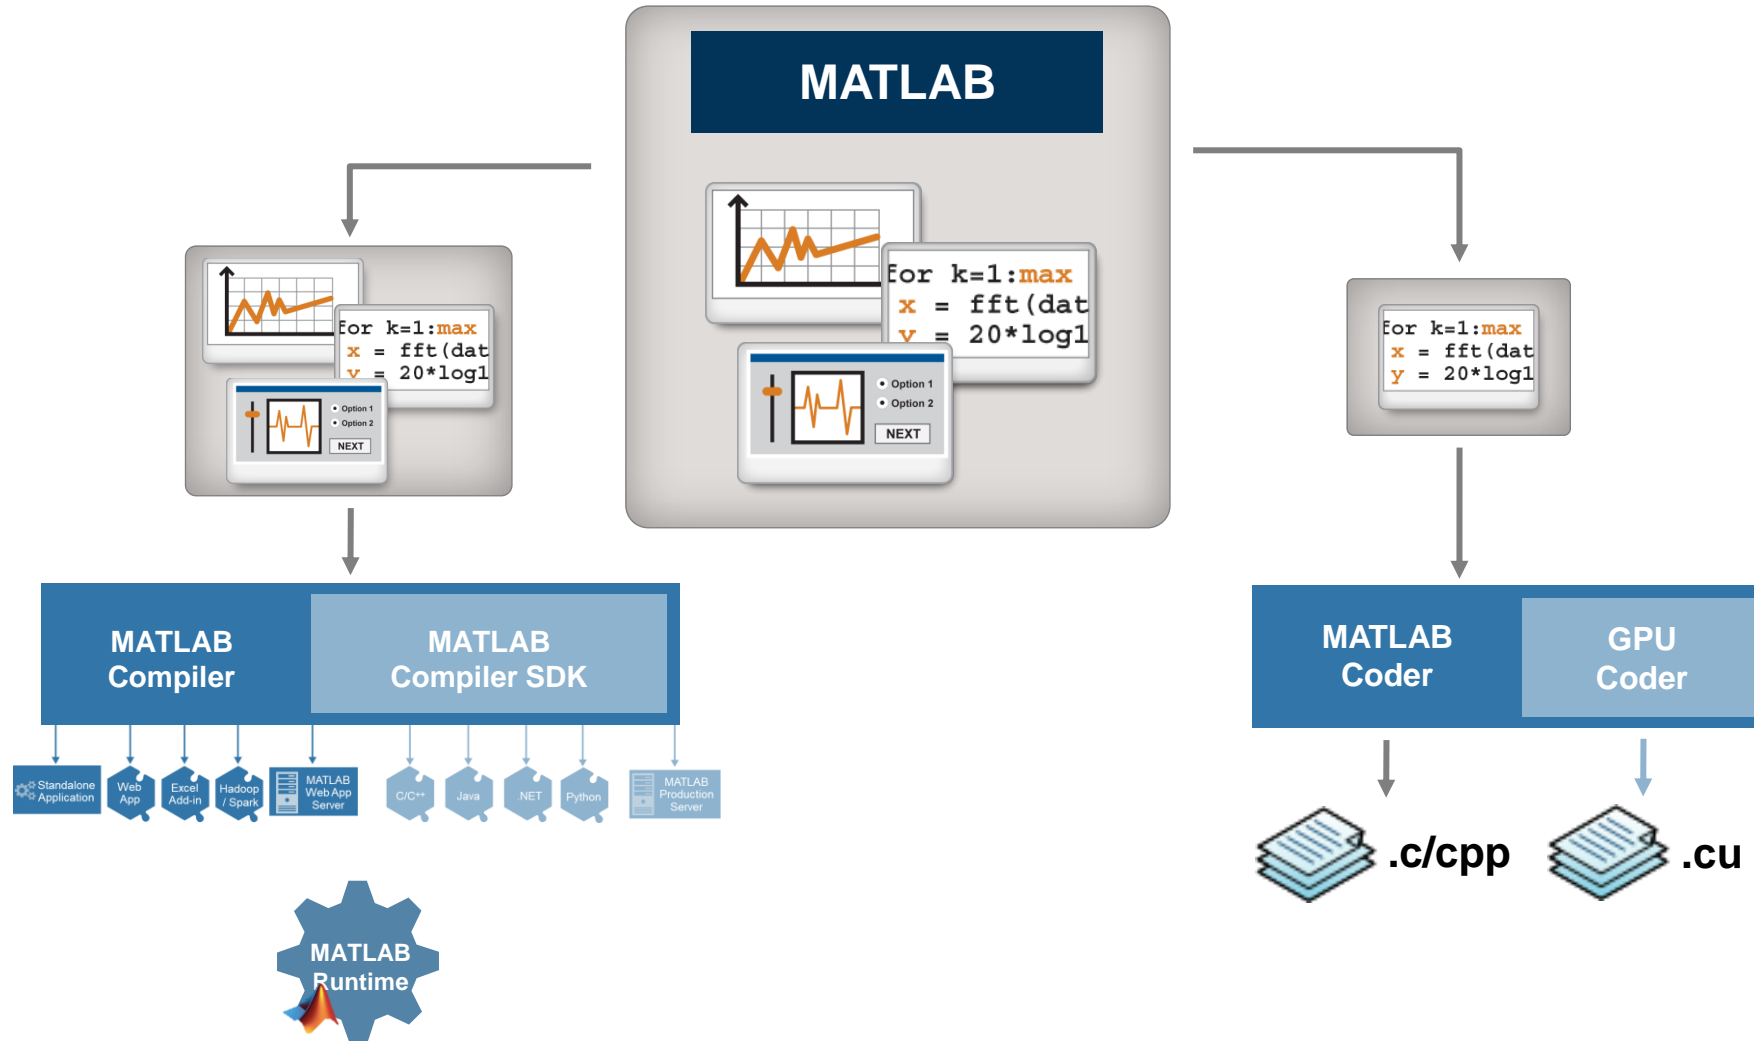 MATLAB
for k=1:max
x = fft(dat
y = 20*log1
Option 1
Option 2
NEXT
for k=1:max
x = fft(dat
y = 20*log1
Option 1
Option 2
NEXT
for k=1:max
x = fft(dat
y = 20*log1
MATLAB
Compiler
MATLAB
Compiler SDK
MATLAB
Coder
GPU
Coder
Standalone
Application
Web
App
Excel
Add-in
Hadoop
/ Spark
MATLAB
Web App
Server
C/C++
Java
.NET
Python
MATLAB
Production
Server
.c/cpp
.cu
MATLAB
Runtime